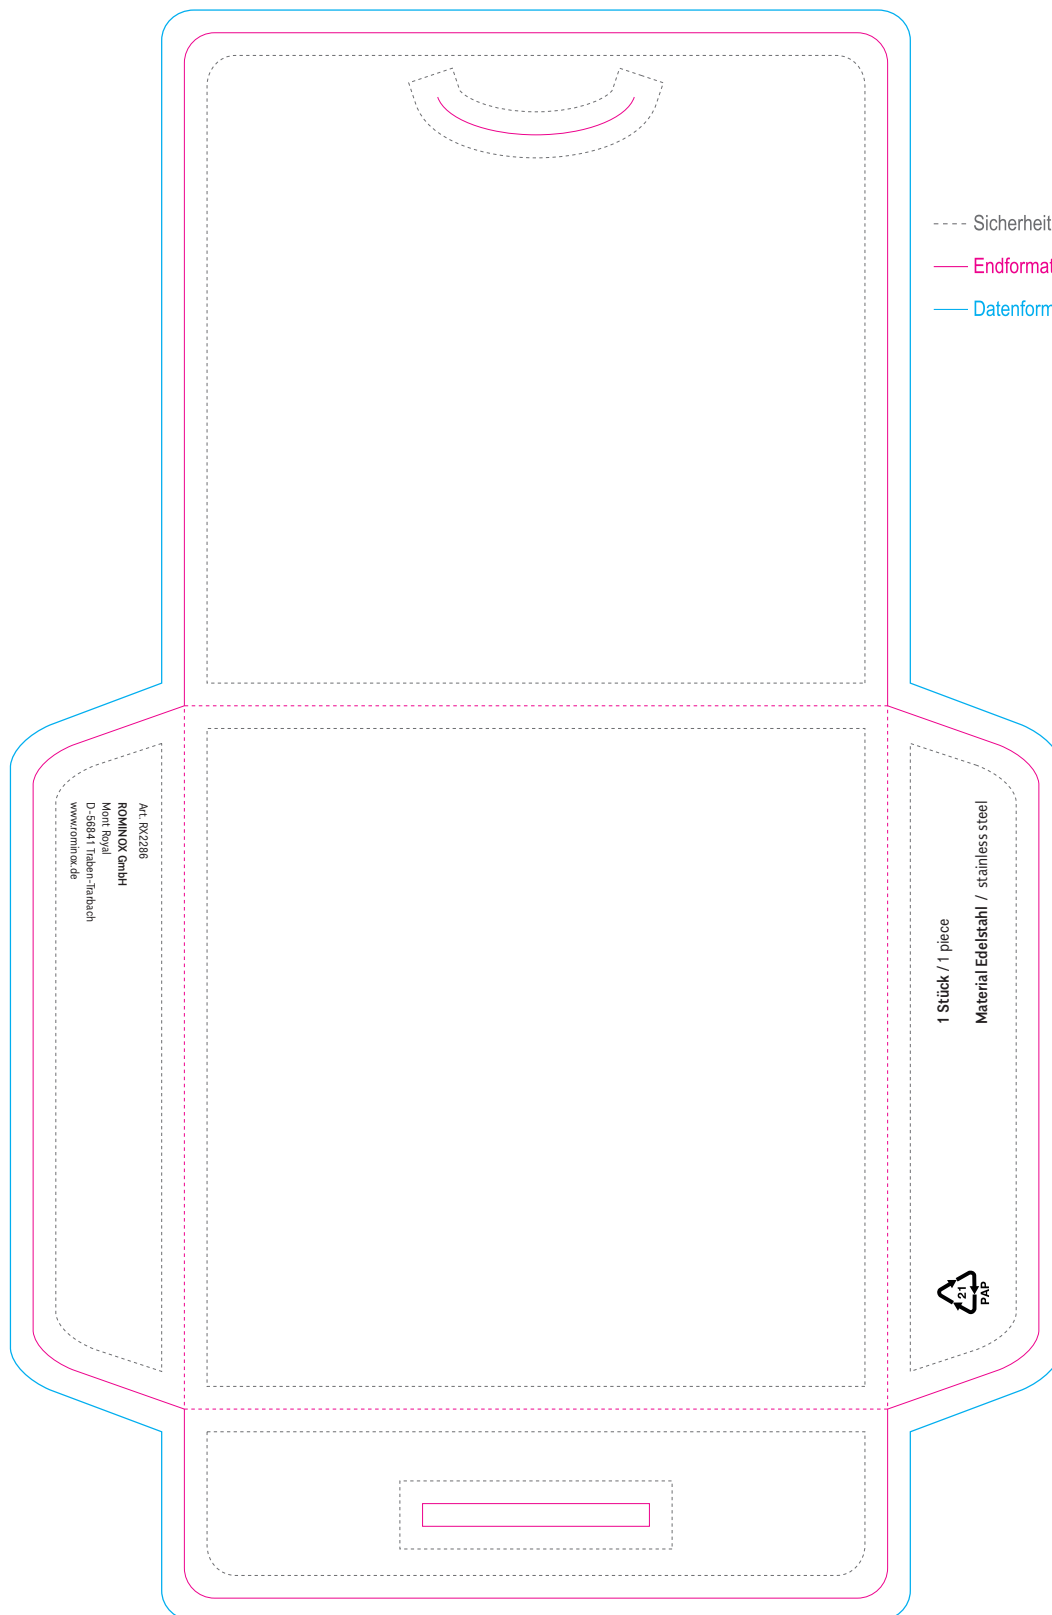 Sicherheit
Endformat
Datenform
Art. RX2286
ROMINOX GmbH
Mont Royal
D-56841 Traben-Trarbach
www.rominox.de
1 Stück / 1 piece
Material Edelstahl / stainless steel
21
PAP